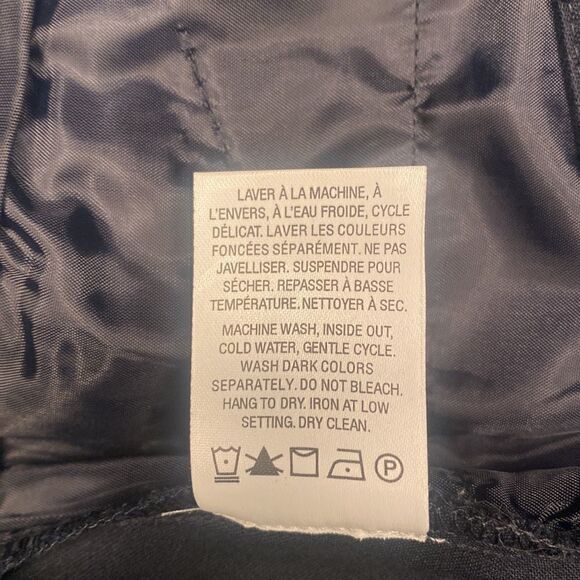 LAVER À LA MACHINE, À
L'ENVERS, À L'EAU FROIDE, CYCLE
DÉLICAT. LAVER LES COULEURS
FONCÉES SÉPARÉMENT. NE PAS
JAVELLISER. SUSPENDRE POUR
SÉCHER. REPASSER À BASSE
TEMPÉRATURE. NETTOYER À SEC.
MACHINE WASH, INSIDE OUT,
COLD WATER, GENTLE CYCLE.
WASH DARK COLORS
SEPARATELY. DO NOT BLEACH.
HANG TO DRY. IRON AT LOW
SETTING. DRY CLEAN.
P